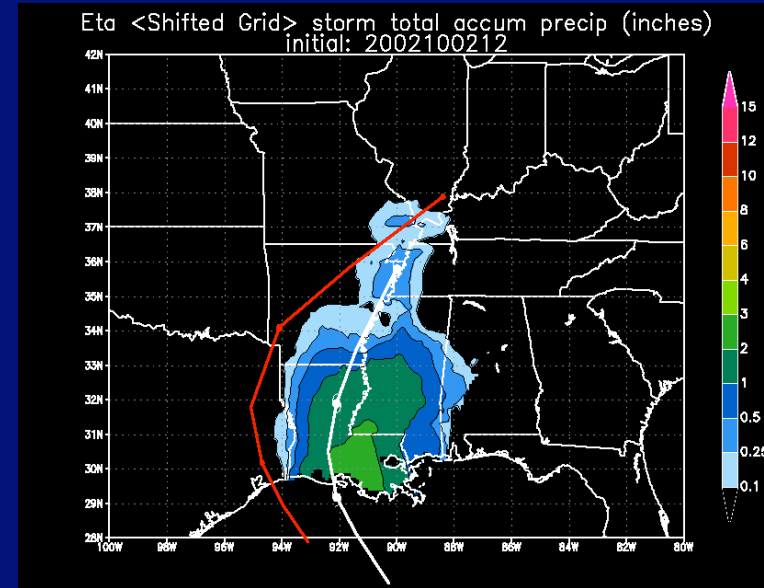 Eta <Shifted Grid> storm total accum precip (inches)
initial: 2002100212
42N
41N
40N
39N
38N
37N
36N
35N
34N
33N
32N
31N
30N
29N
28N
100W 98W 96W 94W 92W 90W 88W 86W 84W 82W 80W
15
12
10
8
6
4
3
2
1
0.5
0.25
0.1